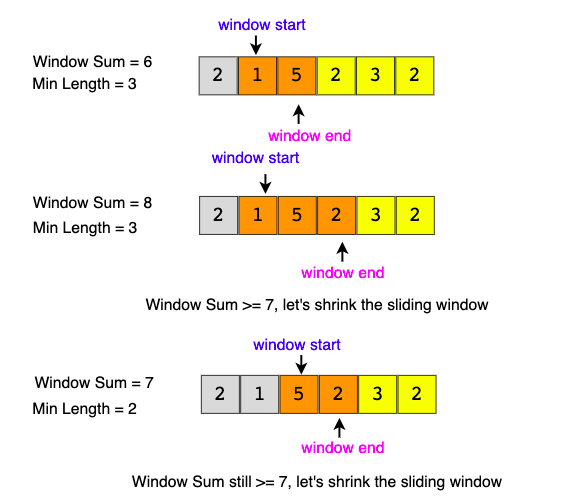 window start
Window Sum = 6
Min Length = 3
2 1 5 2 3 2
window end
window start
Window Sum = 8
Min Length = 3
2 1 5 2 3 2
window end
Window Sum >= 7, let's shrink the sliding window
window start
Window Sum = 7
Min Length = 2
2 1 5 2 3 2
window end
Window Sum still >= 7, let's shrink the sliding window